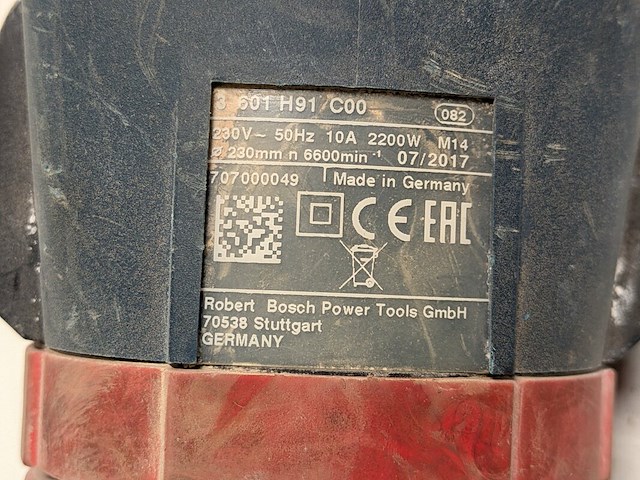 3 601 H91 C00 082
230V~ 50Hz 10A 2200W M14
ø 230mm n 6600min⁻¹ 07/2017
707000049 Made in Germany
CE EAC
Robert Bosch Power Tools GmbH
70538 Stuttgart
GERMANY